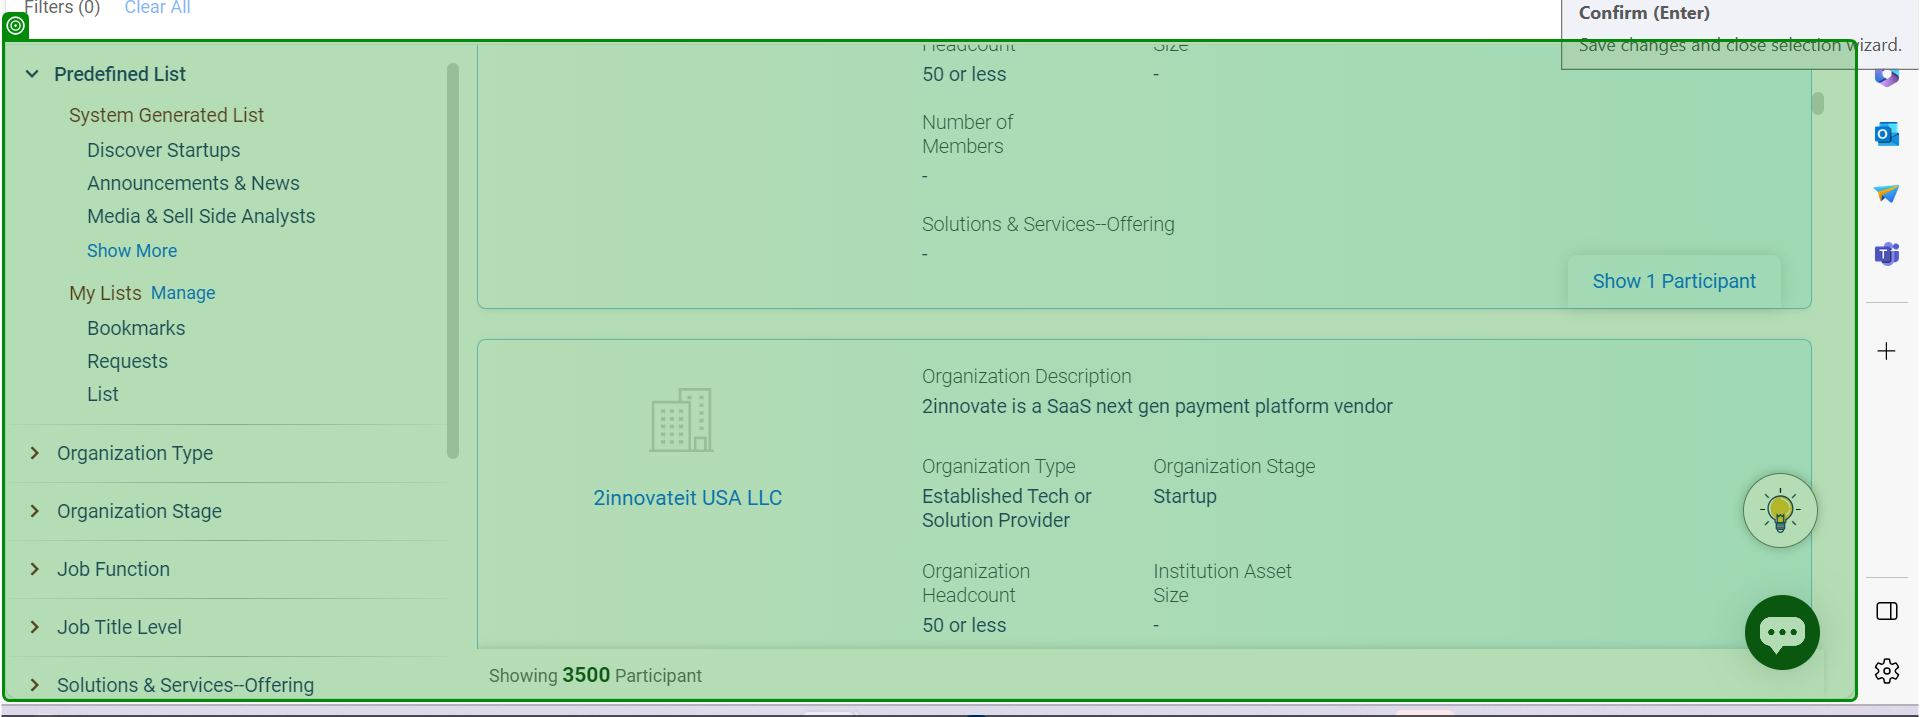 Filters (0) Clear All
Confirm (Enter)
Save changes and close selection wizard.
Predefined List
System Generated List
Discover Startups
Announcements & News
Media & Sell Side Analysts
Show More
My Lists Manage
Bookmarks
Requests
List
Organization Type
Organization Stage
Job Function
Job Title Level
Solutions & Services--Offering
Headcount
Size
50 or less
-
Number of
Members
-
Solutions & Services--Offering
-
Show 1 Participant
2innovateit USA LLC
Organization Description
2innovate is a SaaS next gen payment platform vendor
Organization Type
Established Tech or
Solution Provider
Organization Stage
Startup
Organization
Headcount
50 or less
Institution Asset
Size
-
Showing 3500 Participant